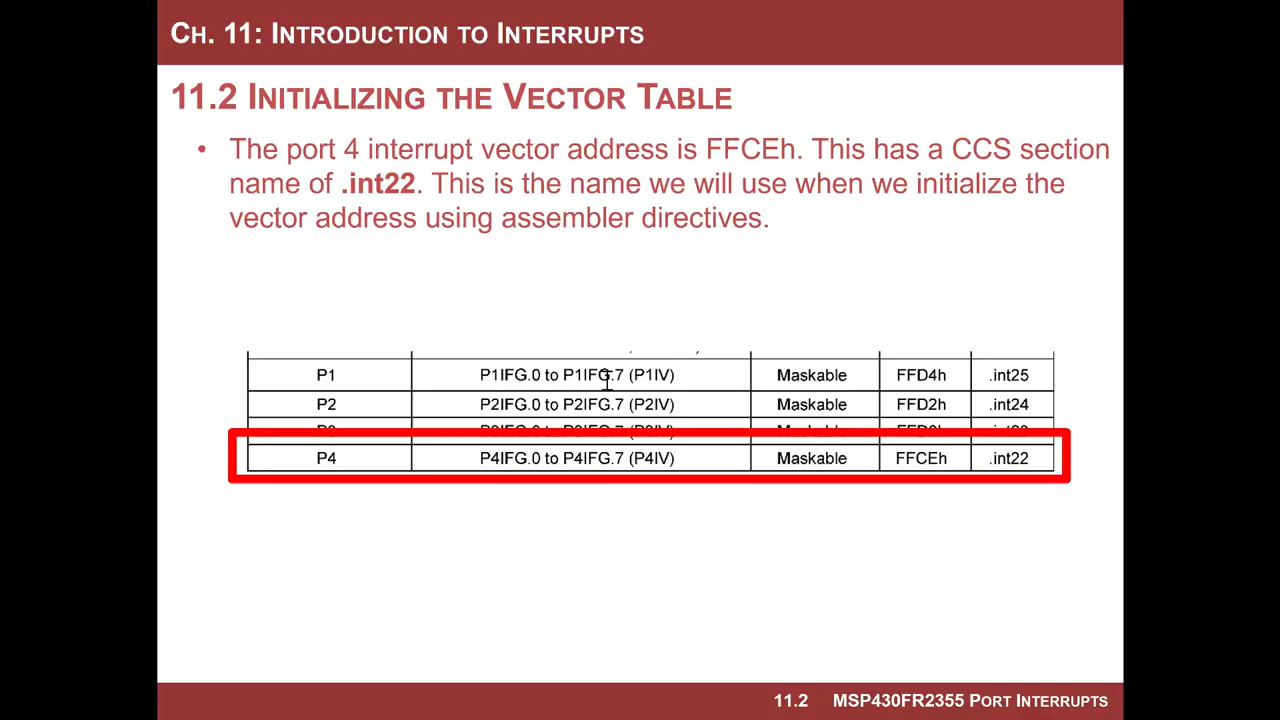 CH. 11: INTRODUCTION TO INTERRUPTS
11.2 INITIALIZING THE VECTOR TABLE
• The port 4 interrupt vector address is FFCEh. This has a CCS section
name of .int22. This is the name we will use when we initialize the
vector address using assembler directives.
P1 P1IFG.0 to P1IFG.7 (P1IV) Maskable FFD4h .int25
P2 P2IFG.0 to P2IFG.7 (P2IV) Maskable FFD2h .int24
P4 P4IFG.0 to P4IFG.7 (P4IV) Maskable FFCEh .int22
11.2 MSP430FR2355 PORT INTERRUPTS